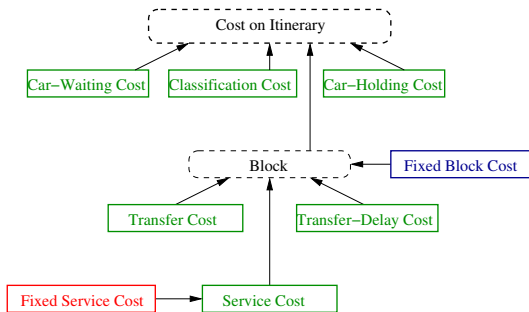 Cost on Itinerary
Car−Waiting Cost
Classification Cost
Car−Holding Cost
Block
Fixed Block Cost
Transfer Cost
Transfer−Delay Cost
Fixed Service Cost
Service Cost